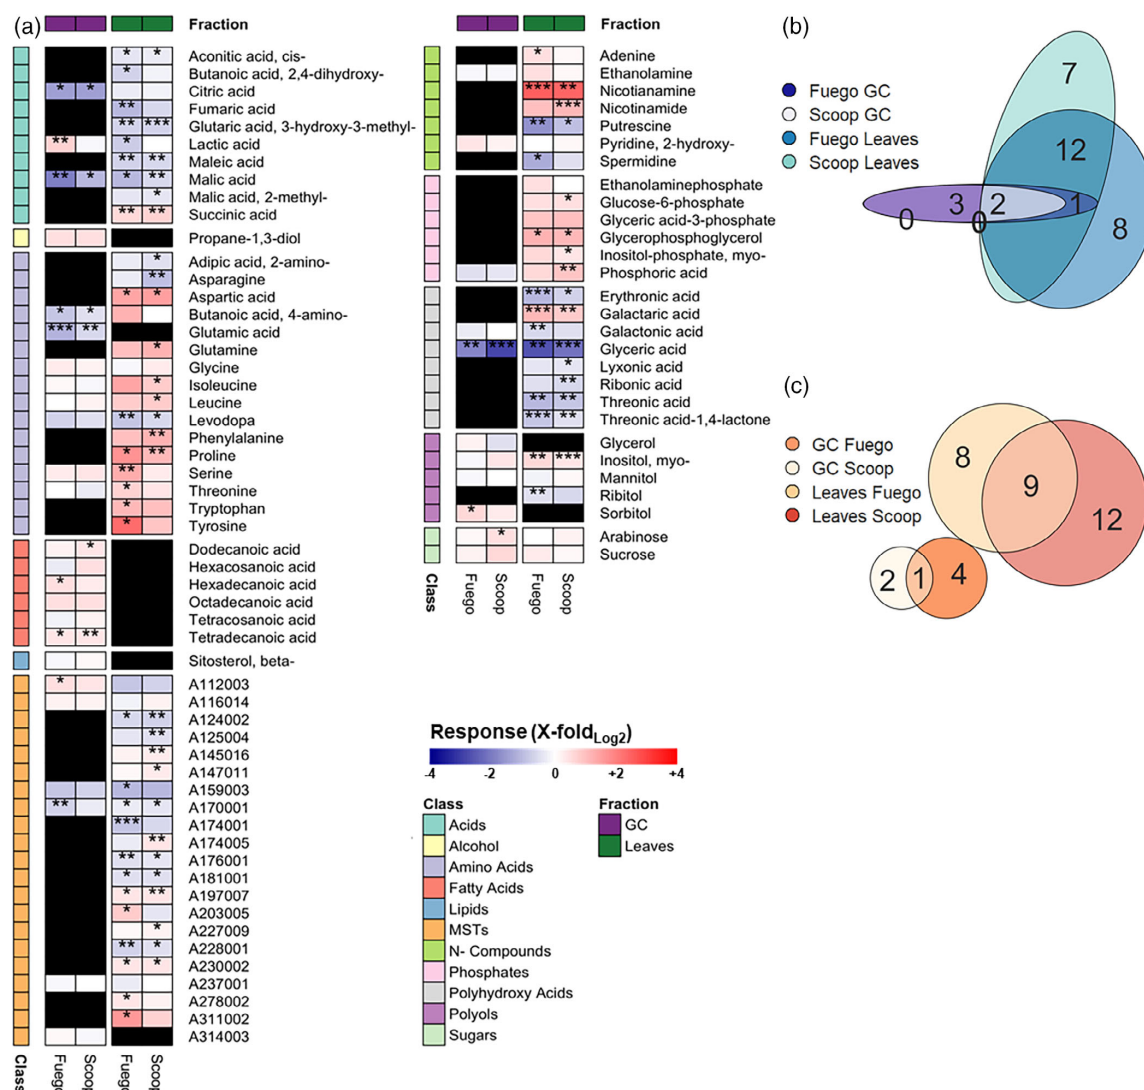 (a)
Fraction
* * Aconitic acid, cis-
* Butanoic acid, 2,4-dihydroxy-
* * Citric acid
** Fumaric acid
** *** Glutaric acid, 3-hydroxy-3-methyl-
** * Lactic acid
** ** Maleic acid
** * * ** Malic acid
* Malic acid, 2-methyl-
** ** Succinic acid
Propane-1,3-diol
* Adipic acid, 2-amino-
** Asparagine
* * Aspartic acid
* * Butanoic acid, 4-amino-
*** ** Glutamic acid
* Glutamine
Glycine
* Isoleucine
* Leucine
** * Levodopa
** Phenylalanine
* ** Proline
** Serine
* Threonine
* Tryptophan
* Tyrosine
* Dodecanoic acid
Hexacosanoic acid
* Hexadecanoic acid
Octadecanoic acid
Tetracosanoic acid
* ** Tetradecanoic acid
Sitosterol, beta-
* A112003
A116014
* ** A124002
** A125004
** A145016
* A147011
* A159003
** * * A170001
*** A174001
** A174005
** * A176001
* * A181001
* ** A197007
* A203005
* A227009
** * A228001
* * A230002
A237001
* A278002
* A311002
A314003
Class
Fuego
Scoop
Fuego
Scoop
Fraction
* Adenine
Ethanolamine
*** ** Nicotianamine
*** Nicotinamide
** * Putrescine
Pyridine, 2-hydroxy-
* Spermidine
Ethanolaminephosphate
* Glucose-6-phosphate
Glyceric acid-3-phosphate
* * Glycerophosphoglycerol
* Inositol-phosphate, myo-
** Phosphoric acid
*** * Erythronic acid
*** ** Galactaric acid
** Galactonic acid
** *** ** *** Glyceric acid
* Lyxonic acid
** Ribonic acid
** ** Threonic acid
*** ** Threonic acid-1,4-lactone
Glycerol
** *** Inositol, myo-
Mannitol
** Ribitol
* Sorbitol
* Arabinose
Sucrose
Class
Fuego
Scoop
Fuego
Scoop
Response (X-foldLog2)
-4 -2 0 +2 +4
Class
Acids
Alcohol
Amino Acids
Fatty Acids
Lipids
MSTs
N- Compounds
Phosphates
Polyhydroxy Acids
Polyols
Sugars
Fraction
GC
Leaves
(b)
Fuego GC
Scoop GC
Fuego Leaves
Scoop Leaves
7
12
3 2 1
0 0 8
(c)
GC Fuego
GC Scoop
Leaves Fuego
Leaves Scoop
8
9
12
2 1 4